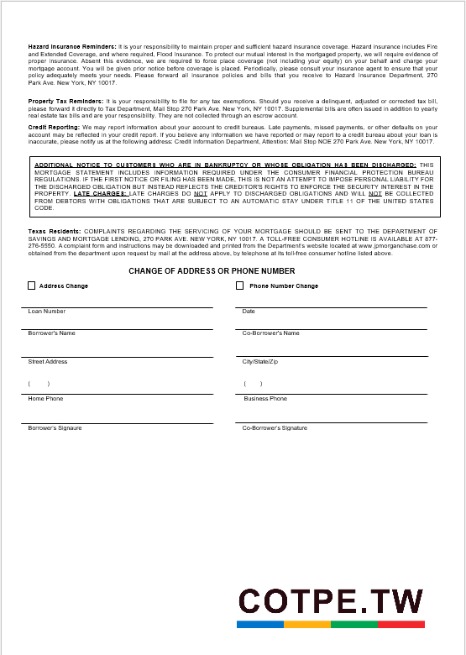 Hazard Insurance Reminders: It is your responsibility to maintain proper and sufficient hazard insurance coverage. Hazard insurance includes Fire
and Extended Coverage, and where required, Flood Insurance. To protect our mutual interest in the mortgaged property, we will require evidence of
proper insurance. Absent this evidence, we are required to force place coverage (not including your equity) on your behalf and charge your
mortgage account. You will be given prior notice before coverage is placed. Periodically, please consult your insurance agent to ensure that your
policy adequately meets your needs. Please forward all insurance policies and bills that you receive to Hazard Insurance Department, 270
Park Ave. New York, NY 10017.
Property Tax Reminders: It is your responsibility to file for any tax exemptions. Should you receive a delinquent, adjusted or corrected tax bill,
please forward it directly to Tax Department, Mail Stop 270 Park Ave. New York, NY 10017. Supplemental bills are often issued in addition to yearly
real estate tax bills and are your responsibility. They are not collected through an escrow account.
Credit Reporting: We may report information about your account to credit bureaus. Late payments, missed payments, or other defaults on your
account may be reflected in your credit report. If you believe any information we have reported or may report to a credit bureau about your loan is
inaccurate, please notify us at the following address: Credit Information Department, Attention: Mail Stop NOE 270 Park Ave. New York, NY 10017.
ADDITIONAL NOTICE TO CUSTOMERS WHO ARE IN BANKRUPTCY OR WHOSE OBLIGATION HAS BEEN DISCHARGED: THIS
MORTGAGE STATEMENT INCLUDES INFORMATION REQUIRED UNDER THE CONSUMER FINANCIAL PROTECTION BUREAU
REGULATIONS. IF THE FIRST NOTICE OR FILING HAS BEEN MADE, THIS IS NOT AN ATTEMPT TO IMPOSE PERSONAL LIABILITY FOR
THE DISCHARGED OBLIGATION BUT INSTEAD REFLECTS THE CREDITOR'S RIGHTS TO ENFORCE THE SECURITY INTEREST IN THE
PROPERTY. LATE CHARGES: LATE CHARGES DO NOT APPLY TO DISCHARGED OBLIGATIONS AND WILL NOT BE COLLECTED
FROM DEBTORS WITH OBLIGATIONS THAT ARE SUBJECT TO AN AUTOMATIC STAY UNDER TITLE 11 OF THE UNITED STATES
CODE.
Texas Residents: COMPLAINTS REGARDING THE SERVICING OF YOUR MORTGAGE SHOULD BE SENT TO THE DEPARTMENT OF
SAVINGS AND MORTGAGE LENDING, 270 PARK AVE. NEW YORK, NY 10017. A TOLL-FREE CONSUMER HOTLINE IS AVAILABLE AT 877-
276-5550. A complaint form and instructions may be downloaded and printed from the Department's website located at www.jpmorganchase.com or
obtained from the department upon request by mail at the address above, by telephone at its toll-free consumer hotline listed above.
CHANGE OF ADDRESS OR PHONE NUMBER
Address Change Phone Number Change
Loan Number Date
Borrower's Name Co-Borrower's Name
Street Address City/State/Zip
( ) ( )
Home Phone Business Phone
Borrower's Signaure Co-Borrower's Signature
COTPE.TW